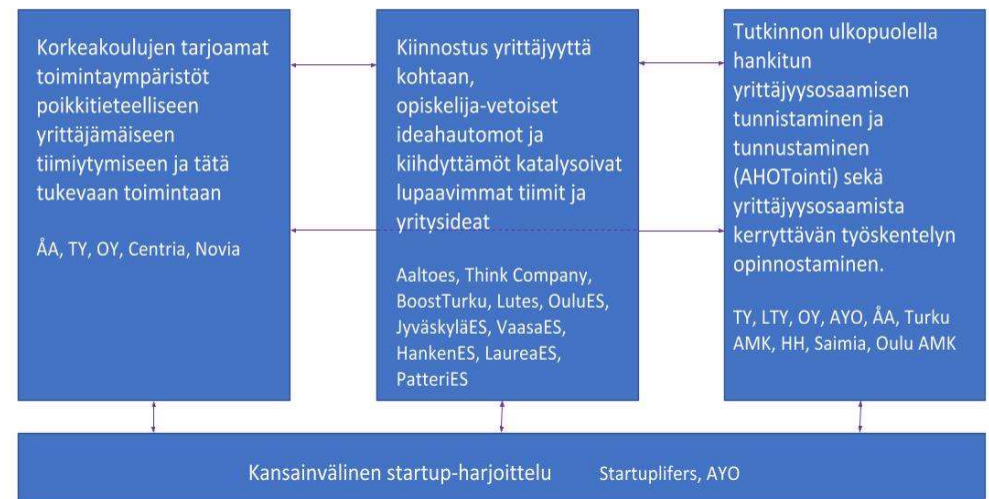 Korkeakoulujen tarjoamat
toimintaympäristöt
poikkitieteelliseen
yrittäjämäiseen
tiimiytymiseen ja tätä
tukevaan toimintaan
ÅA, TY, OY, Centria, Novia
Kiinnostus yrittäjyyttä
kohtaan,
opiskelija-vetoiset
ideahautomot ja
kiihdyttämöt katalysoivat
lupaavimmat tiimit ja
yritysideat
Aaltoes, Think Company,
BoostTurku, Lutes, OuluES,
JyväskyläES, VaasaES,
HankenES, LaureaES,
PatteriES
Tutkinnon ulkopuolella
hankitun
yrittäjyysosaamisen
tunnistaminen ja
tunnustaminen
(AHOTointi) sekä
yrittäjyysosaamista
kerryttävän työskentelyn
opinnostaminen.
TY, LTY, OY, AYO, ÅA, Turku
AMK, HH, Saimia, Oulu AMK
Kansainvälinen startup-harjoittelu Startuplifers, AYO